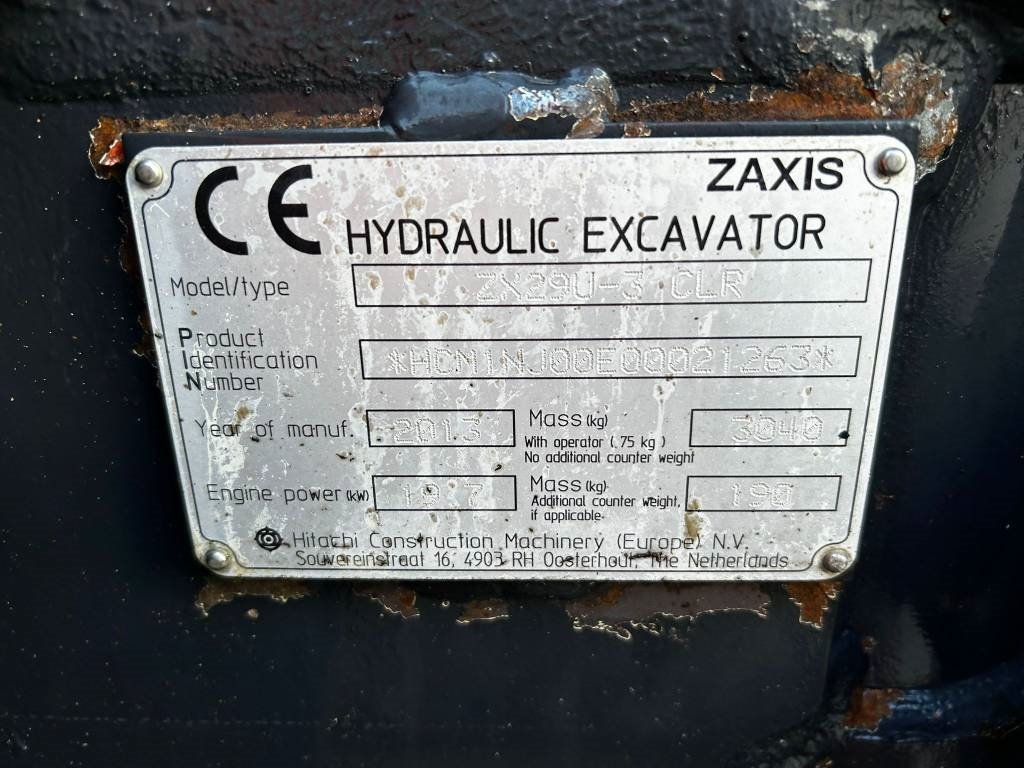 CE ZAXIS
HYDRAULIC EXCAVATOR
Model/type ZX29U-3 CLR
Product
Identification *HCM1NJ00E00021263*
Number
Year of manuf. 2013 Mass (kg) 3040
With operator (75 kg)
No additional counter weight
Engine power (kW) 19.7 Mass (kg) 190
Additional counter weight,
if applicable.
Hitachi Construction Machinery (Europe) N.V.
Souvereinstraat 16, 4903 RH Oosterhout, The Netherlands